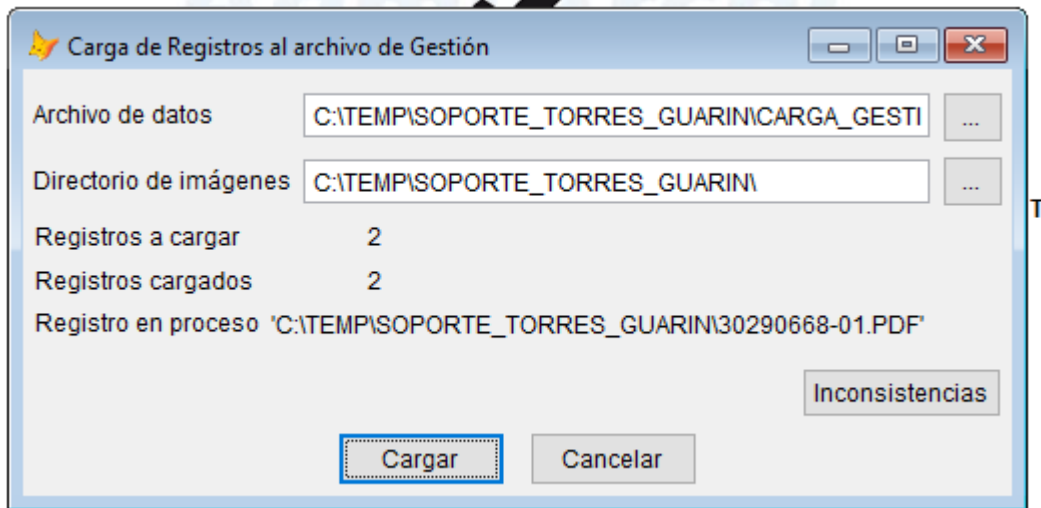 Carga de Registros al archivo de Gestión
Archivo de datos C:\TEMP\SOPORTE_TORRES_GUARIN\CARGA_GESTI ...
Directorio de imágenes C:\TEMP\SOPORTE_TORRES_GUARIN\ ...
Registros a cargar 2
Registros cargados 2
Registro en proceso "C:\TEMP\SOPORTE_TORRES_GUARIN\30290668-01.PDF"
Inconsistencias
Cargar Cancelar